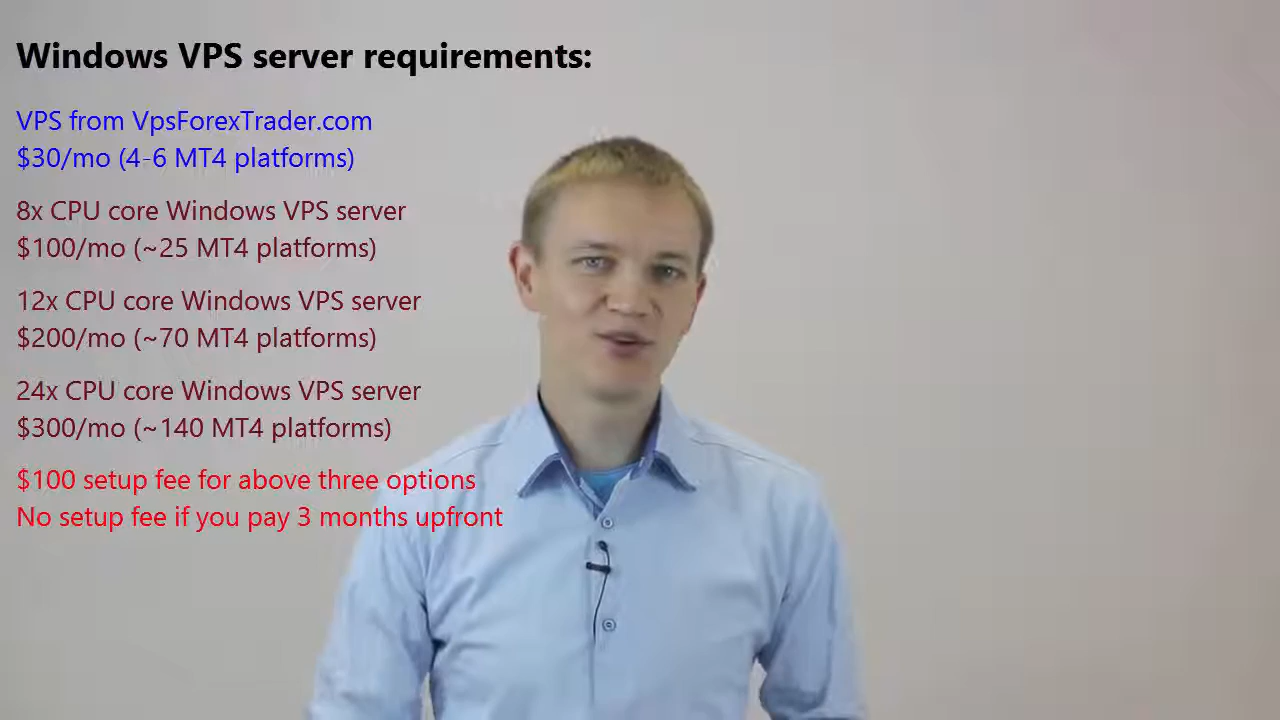 Windows VPS server requirements:
VPS from VpsForexTrader.com
$30/mo (4-6 MT4 platforms)
8x CPU core Windows VPS server
$100/mo (~25 MT4 platforms)
12x CPU core Windows VPS server
$200/mo (~70 MT4 platforms)
24x CPU core Windows VPS server
$300/mo (~140 MT4 platforms)
$100 setup fee for above three options
No setup fee if you pay 3 months upfront